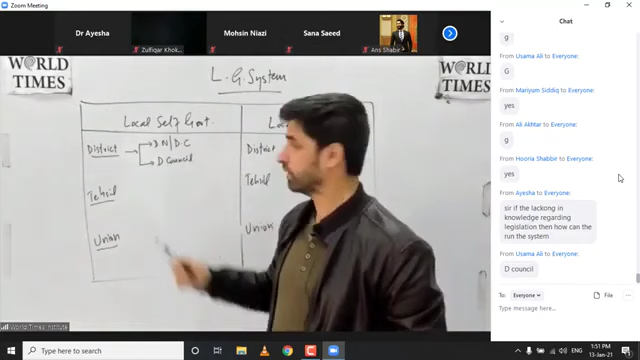 Zoom Meeting
Dr Ayesha
Zulfiqar Khok...
Mohsin Niazi
Sana Saeed
Ans Shabir
Chat
WORLD
TIMES
L. G. System
WORLD
TIMES
Local Self Govt.
Loc
District
D N/D.C
D Council
District
Tehsil
Tehsil
Union
Union
World Times Institute
g
From Usama Ali to Everyone:
G
From Mariyum Siddiq to Everyone:
yes
From Ali Akhtar to Everyone:
g
From Hooria Shabbir to Everyone:
yes
From Ayesha to Everyone:
sir if the lackong in
knowledge regarding
legislation then how can the
run the system
From Usama Ali to Everyone:
D council
To: Everyone
File
Type message here...
Type here to search
1:51 PM
13-Jan-21